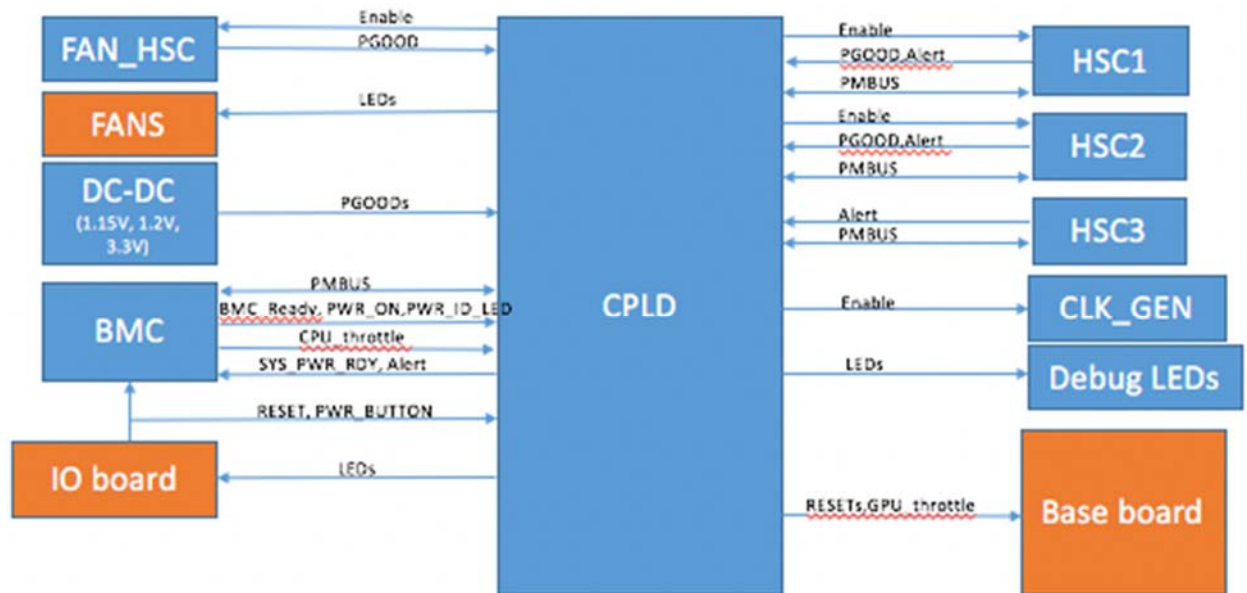 Enable
FAN_HSC
PGOOD
LEDs
FANS
DC-DC
(1.15V, 1.2V,
3.3V)
PGOODs
PMBUS
BMC_Ready, PWR_ON,PWR_ID_LED
BMC
CPU_throttle
SYS_PWR_RDY, Alert
RESET, PWR_BUTTON
IO board
LEDs
CPLD
Enable
PGOOD,Alert
HSC1
PMBUS
Enable
PGOOD,Alert
HSC2
PMBUS
Alert
HSC3
PMBUS
Enable
CLK_GEN
LEDs
Debug LEDs
RESETs,GPU_throttle
Base board